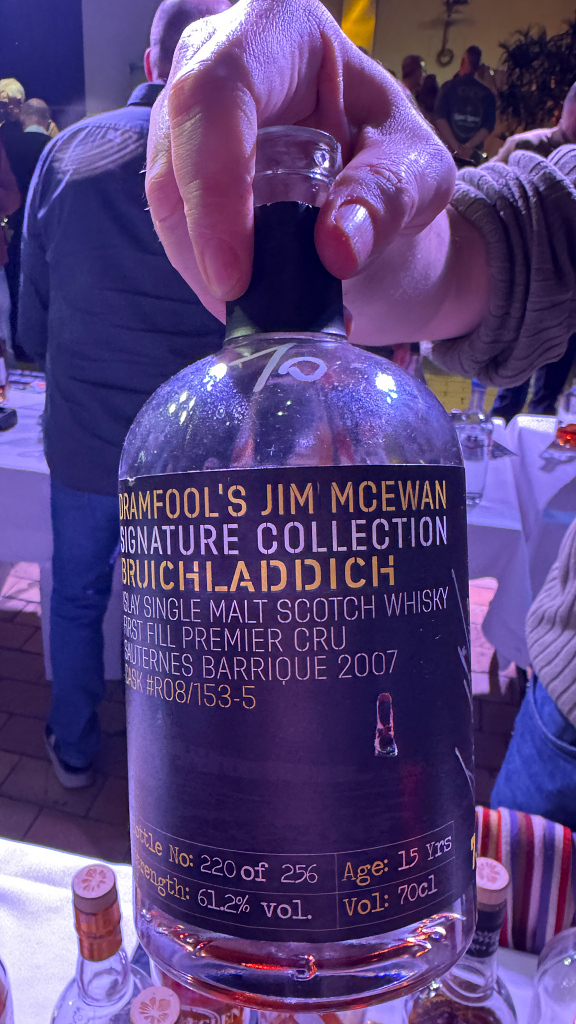 10
DRAMFOOL'S JIM MCEWAN
SIGNATURE COLLECTION
BRUICHLADDICH
ISLAY SINGLE MALT SCOTCH WHISKY
FIRST FILL PREMIER CRU
SAUTERNES BARRIQUE 2007
CASK #R08/153-5
Bottle No: 220 of 256
Age: 15 Yrs
Strength: 61.2% vol.
Vol: 70cl